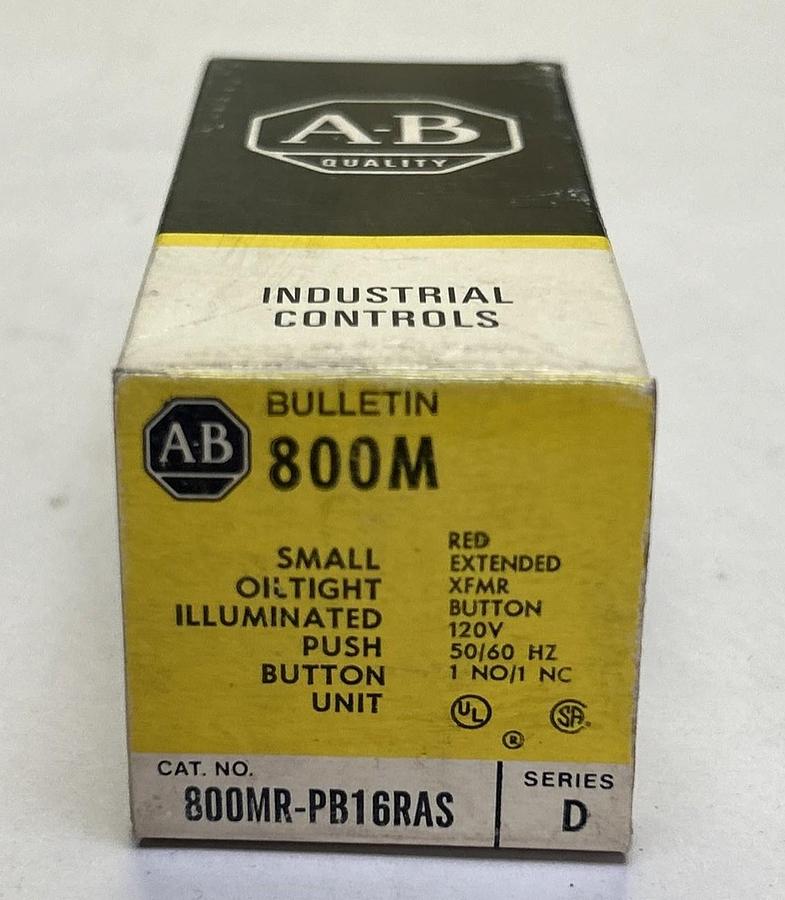 A-B
QUALITY
INDUSTRIAL
CONTROLS
A-B
BULLETIN
800M
SMALL
OILTIGHT
ILLUMINATED
PUSH
BUTTON
UNIT
RED
EXTENDED
XFMR
BUTTON
120V
50/60 HZ
1 NO/1 NC
UL
SA
®
CAT. NO.
800MR-PB16RAS
SERIES
D